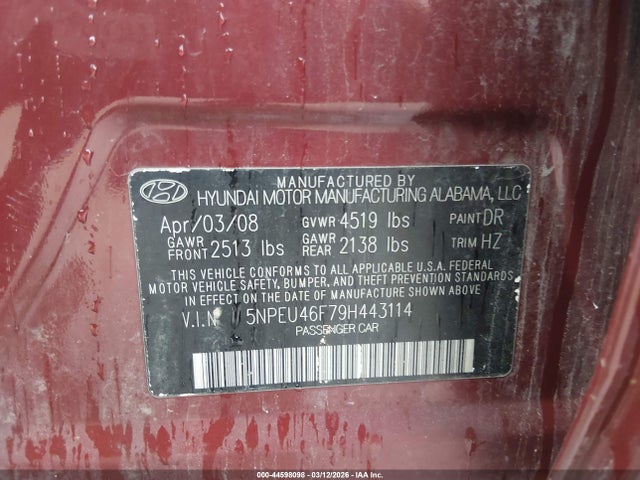 MANUFACTURED BY
HYUNDAI MOTOR MANUFACTURING ALABAMA, LLC
Apr/03/08 GVWR 4519 lbs PAINT DR
GAWR FRONT 2513 lbs GAWR REAR 2138 lbs TRIM HZ
THIS VEHICLE CONFORMS TO ALL APPLICABLE U.S.A. FEDERAL
MOTOR VEHICLE SAFETY, BUMPER, AND THEFT PREVENTION STANDARDS
IN EFFECT ON THE DATE OF MANUFACTURE SHOWN ABOVE
V.I.N 5NPEU46F79H443114
PASSENGER CAR
000-44598098 - 03/12/2026 - IAA Inc.